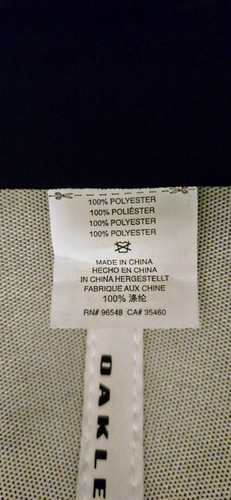 100% POLYESTER
100% POLIÉSTER
100% POLYESTER
100% POLYESTER
MADE IN CHINA
HECHO EN CHINA
IN CHINA HERGESTELLT
FABRIQUE AUX CHINE
100% 涤纶
RN# 96548 CA# 35460
OAKLE